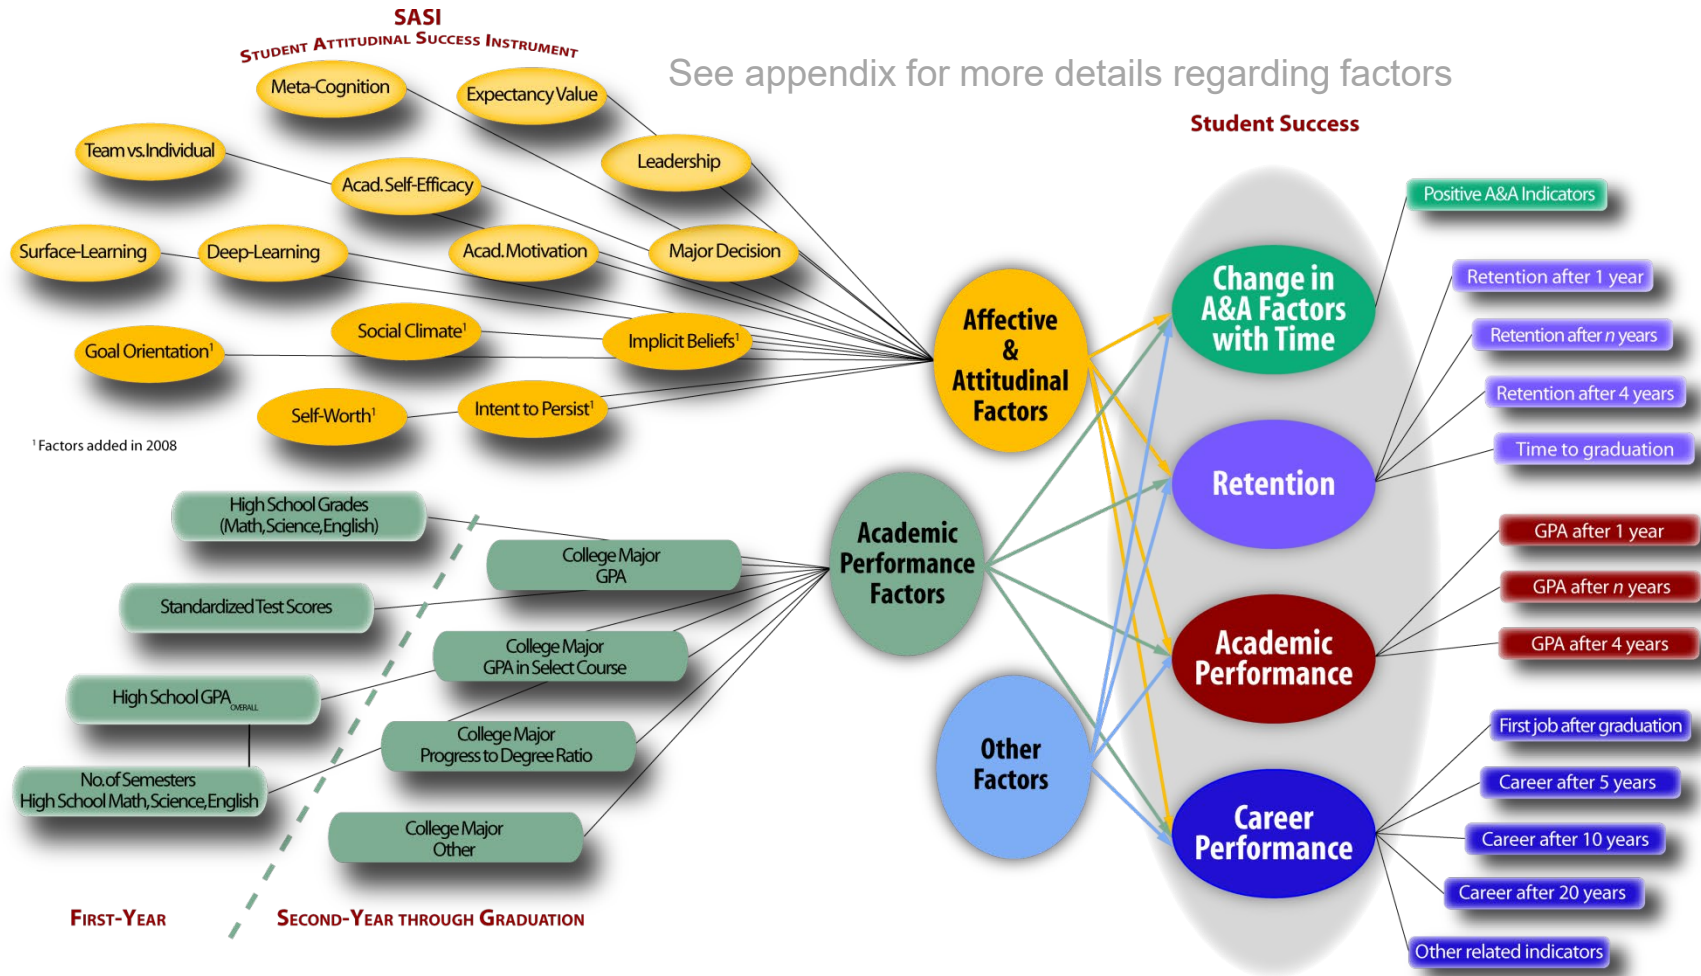 SASI
STUDENT ATTITUDINAL SUCCESS INSTRUMENT
See appendix for more details regarding factors
Meta-Cognition
Expectancy Value
Team vs. Individual
Leadership
Acad. Self-Efficacy
Surface-Learning
Deep-Learning
Acad. Motivation
Major Decision
Social Climate¹
Implicit Beliefs¹
Goal Orientation¹
Self-Worth¹
Intent to Persist¹
¹ Factors added in 2008
Affective
&
Attitudinal
Factors
High School Grades
(Math, Science, English)
College Major
GPA
Standardized Test Scores
College Major
GPA in Select Course
High School GPA OVERALL
College Major
Progress to Degree Ratio
No. of Semesters
High School Math, Science, English
College Major
Other
FIRST-YEAR
SECOND-YEAR THROUGH GRADUATION
Academic
Performance
Factors
Other
Factors
Student Success
Change in
A&A Factors
with Time
Retention
Academic
Performance
Career
Performance
Positive A&A Indicators
Retention after 1 year
Retention after n years
Retention after 4 years
Time to graduation
GPA after 1 year
GPA after n years
GPA after 4 years
First job after graduation
Career after 5 years
Career after 10 years
Career after 20 years
Other related indicators